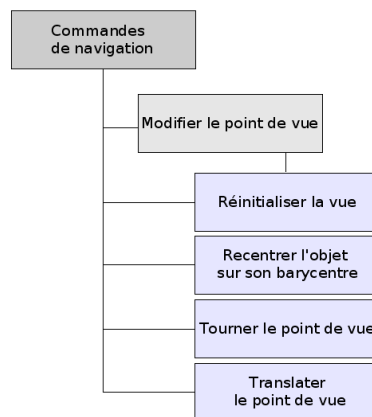 Commandes
de navigation
Modifier le point de vue
Réinitialiser la vue
Recentrer l'objet
sur son barycentre
Tourner le point de vue
Translater
le point de vue